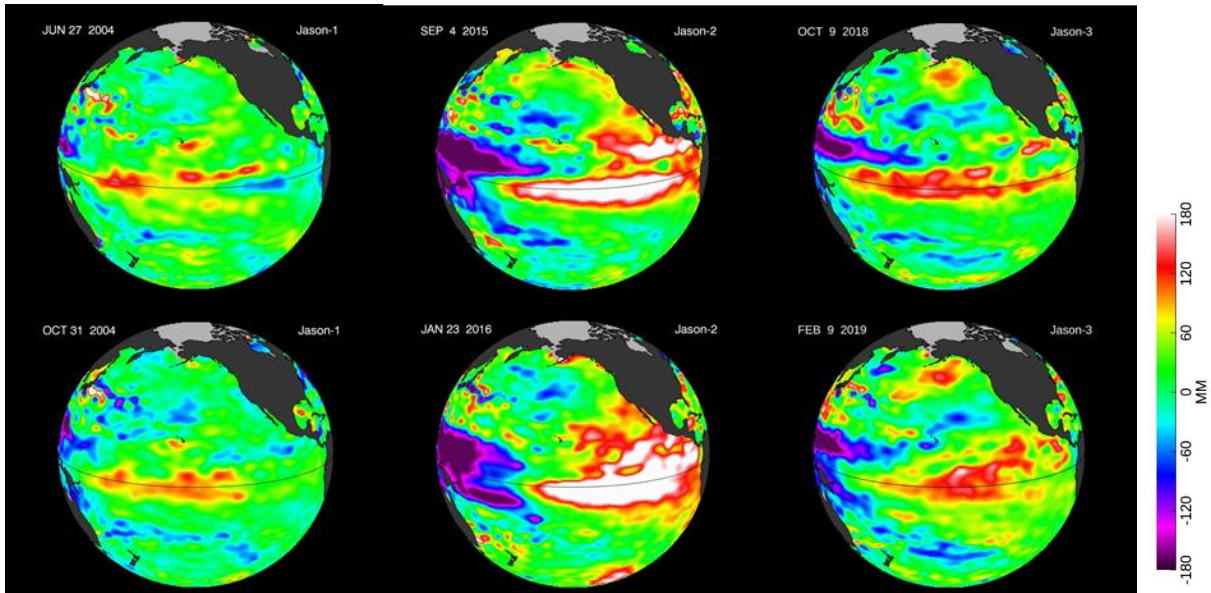 JUN 27 2004 Jason-1
SEP 4 2015 Jason-2
OCT 9 2018 Jason-3
OCT 31 2004 Jason-1
JAN 23 2016 Jason-2
FEB 9 2019 Jason-3
180
120
60
0
-60
-120
-180
MM